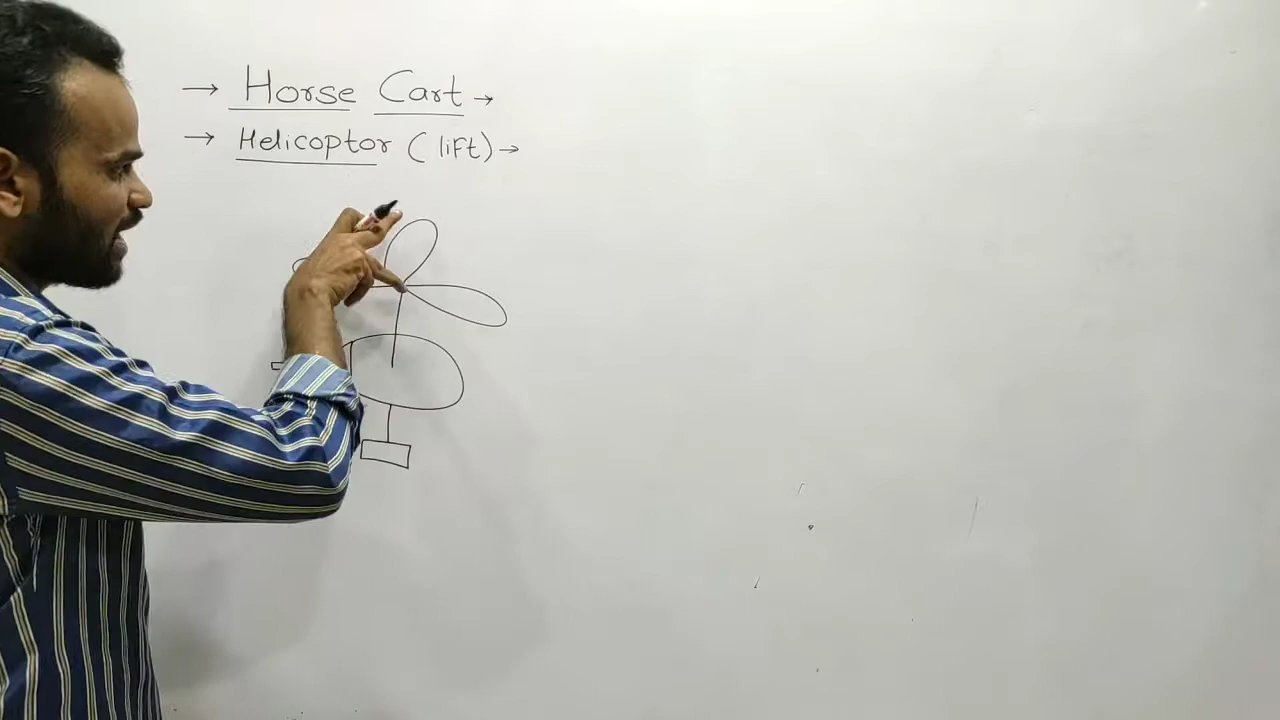 → Horse Cart →
→ Helicoptor (lift) →